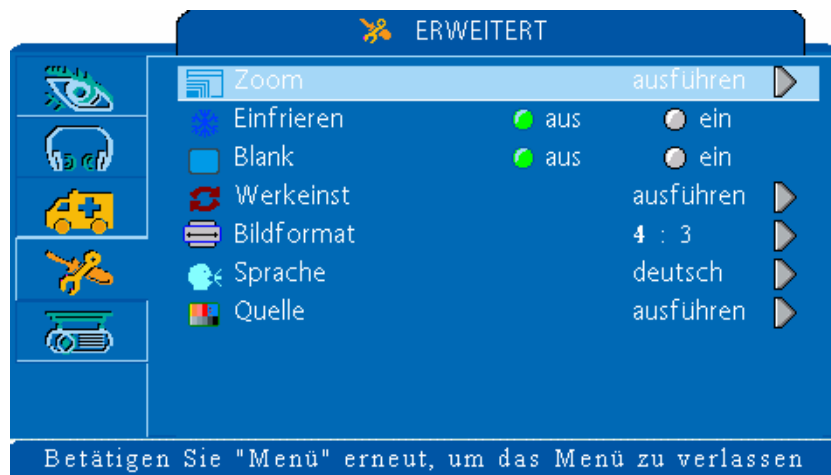 ERWEITERT
Zoom ausführen
Einfrieren aus ein
Blank aus ein
Werkeinst ausführen
Bildformat 4 : 3
Sprache deutsch
Quelle ausführen
Betätigen Sie "Menü" erneut, um das Menü zu verlassen